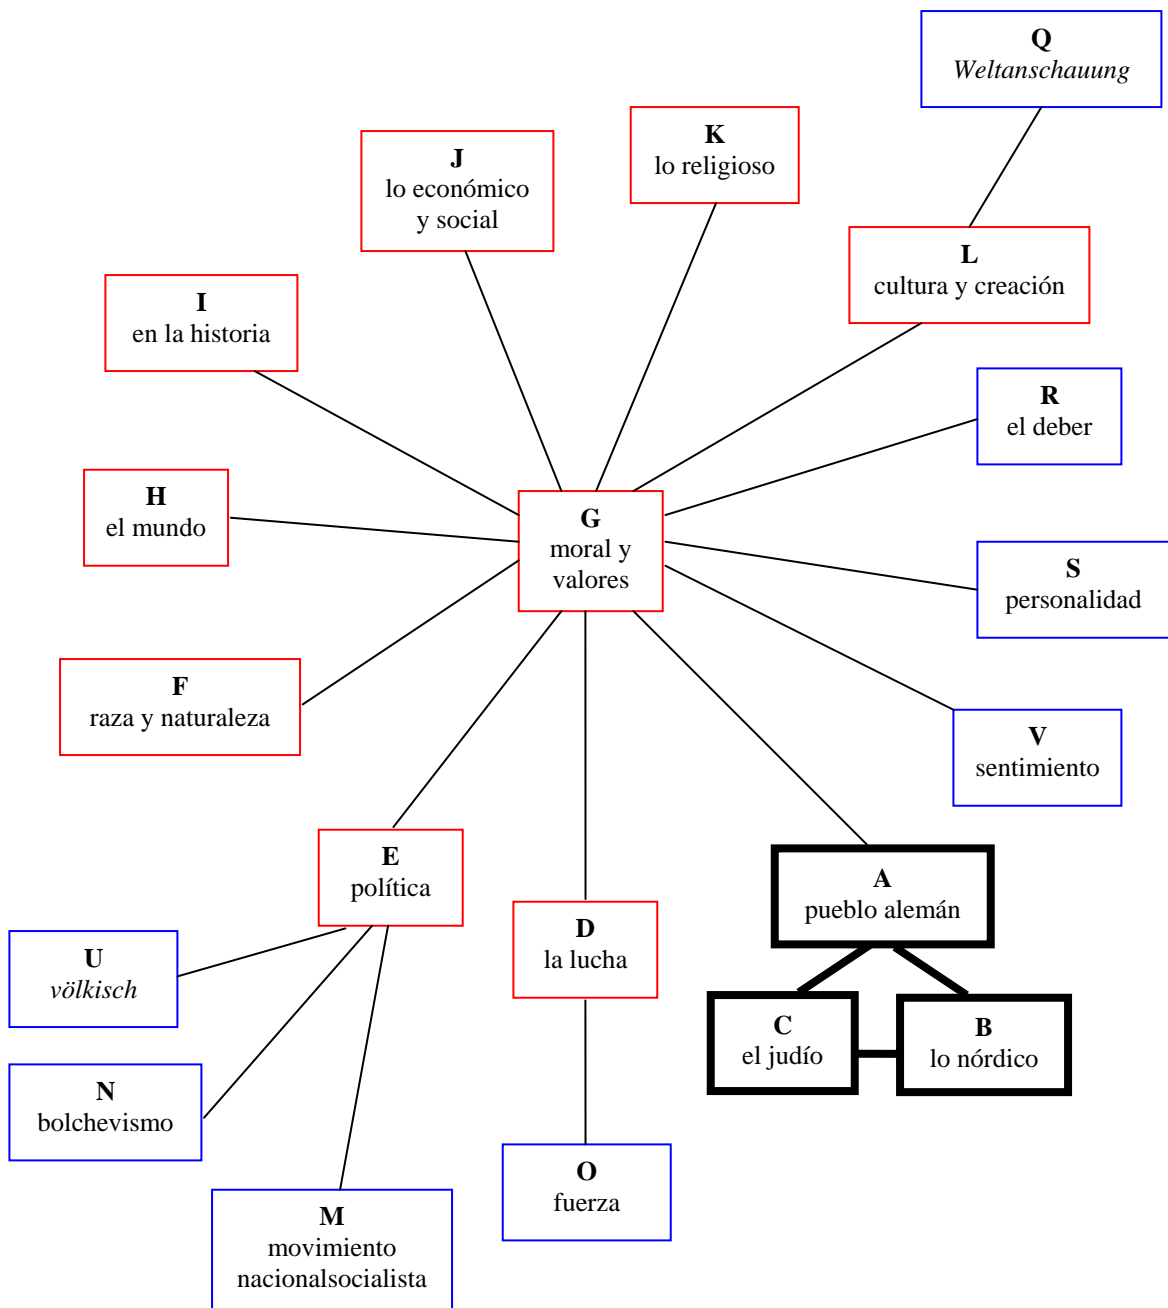 Q
Weltanschauung
K
lo religioso
J
lo económico
y social
L
cultura y creación
I
en la historia
R
el deber
H
el mundo
G
moral y
valores
S
personalidad
F
raza y naturaleza
V
sentimiento
E
política
A
pueblo alemán
D
la lucha
U
völkisch
C
el judío
B
lo nórdico
N
bolchevismo
O
fuerza
M
movimiento
nacionalsocialista